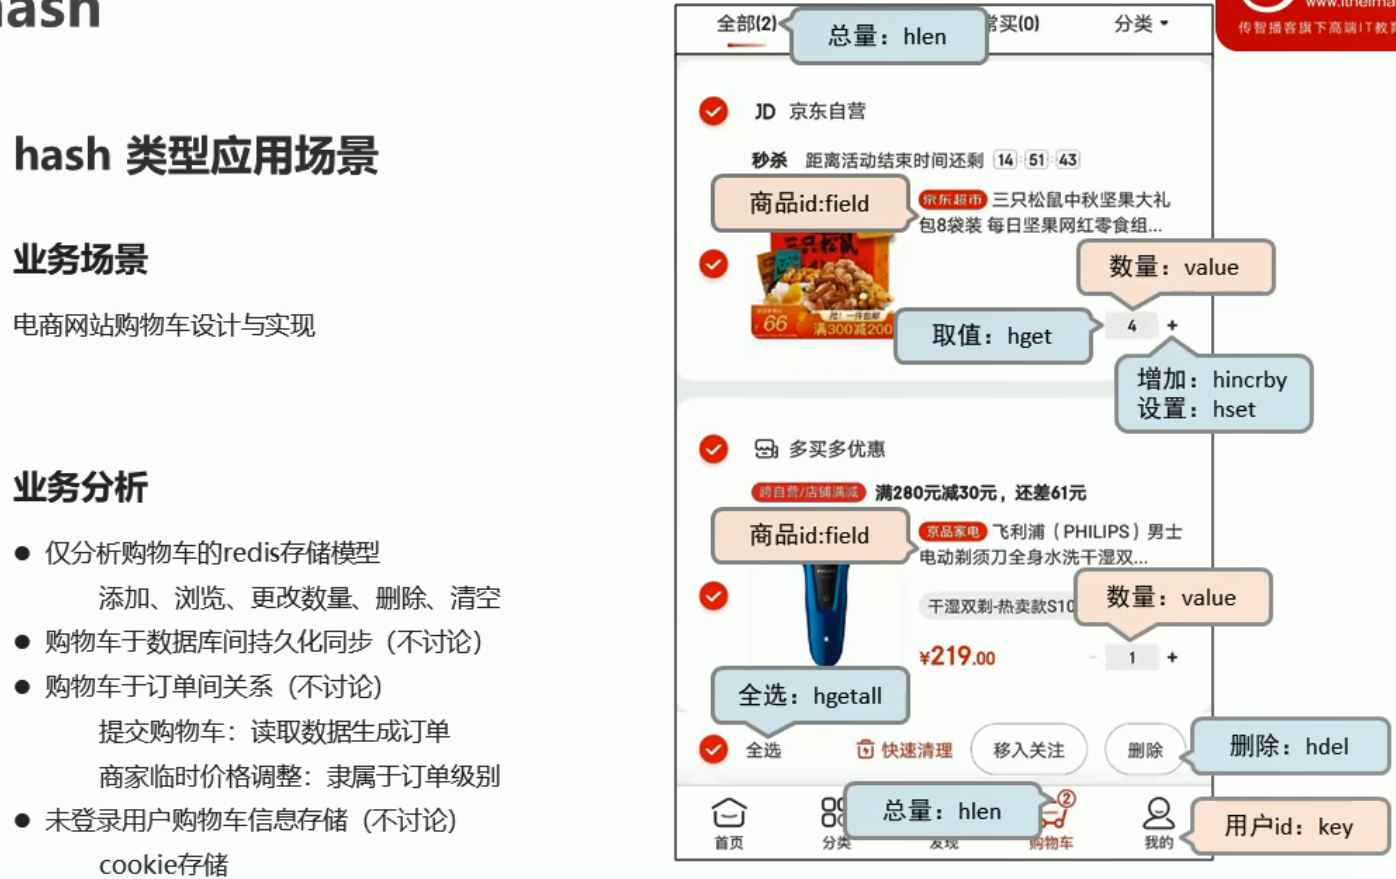 hash
hash 类型应用场景
业务场景
电商网站购物车设计与实现
业务分析
● 仅分析购物车的redis存储模型
添加、浏览、更改数量、删除、清空
● 购物车于数据库间持久化同步（不讨论）
● 购物车于订单间关系（不讨论）
提交购物车：读取数据生成订单
商家临时价格调整：隶属于订单级别
● 未登录用户购物车信息存储（不讨论）
cookie存储
全部(2)
总量：hlen
常买(0)
分类
JD 京东自营
秒杀 距离活动结束时间还剩 14:51:43
商品id:field
京东超市 三只松鼠中秋坚果大礼
包8袋装 每日坚果网红零食组...
三只松鼠
66
满300减200
数量：value
取值：hget
4 +
增加：hincrby
设置：hset
多买多优惠
跨自营/店铺满减 满280元减30元，还差61元
商品id:field
京品家电 飞利浦（PHILIPS）男士
电动剃须刀全身水洗干湿双...
干湿双剃-热卖款S10
数量：value
¥219.00
- 1 +
全选：hgetall
全选
快速清理
移入关注
删除
删除：hdel
总量：hlen
2
首页
分类
发现
购物车
我的
用户id：key
传智播客旗下高端IT教育